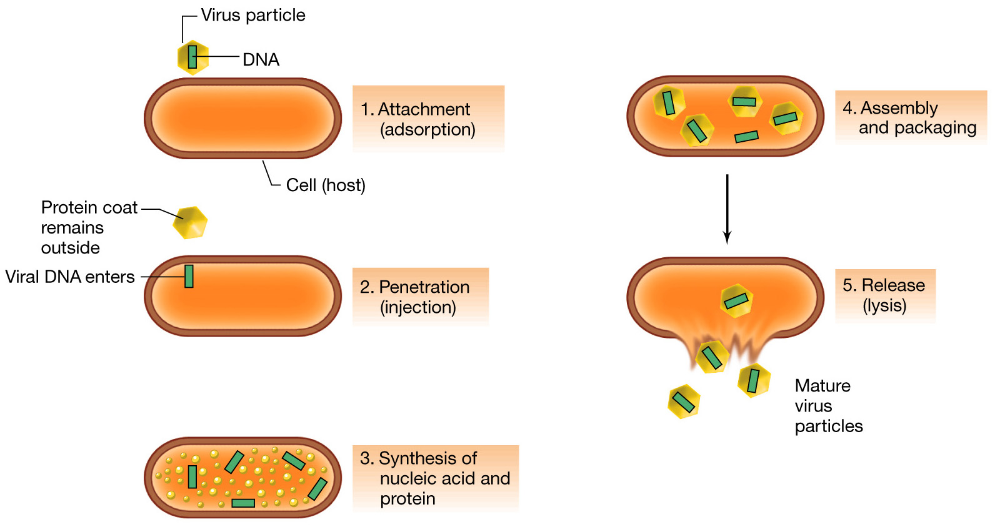 Virus particle
DNA
1. Attachment
(adsorption)
Cell (host)
Protein coat
remains
outside
Viral DNA enters
2. Penetration
(injection)
3. Synthesis of
nucleic acid and
protein
4. Assembly
and packaging
5. Release
(lysis)
Mature
virus
particles